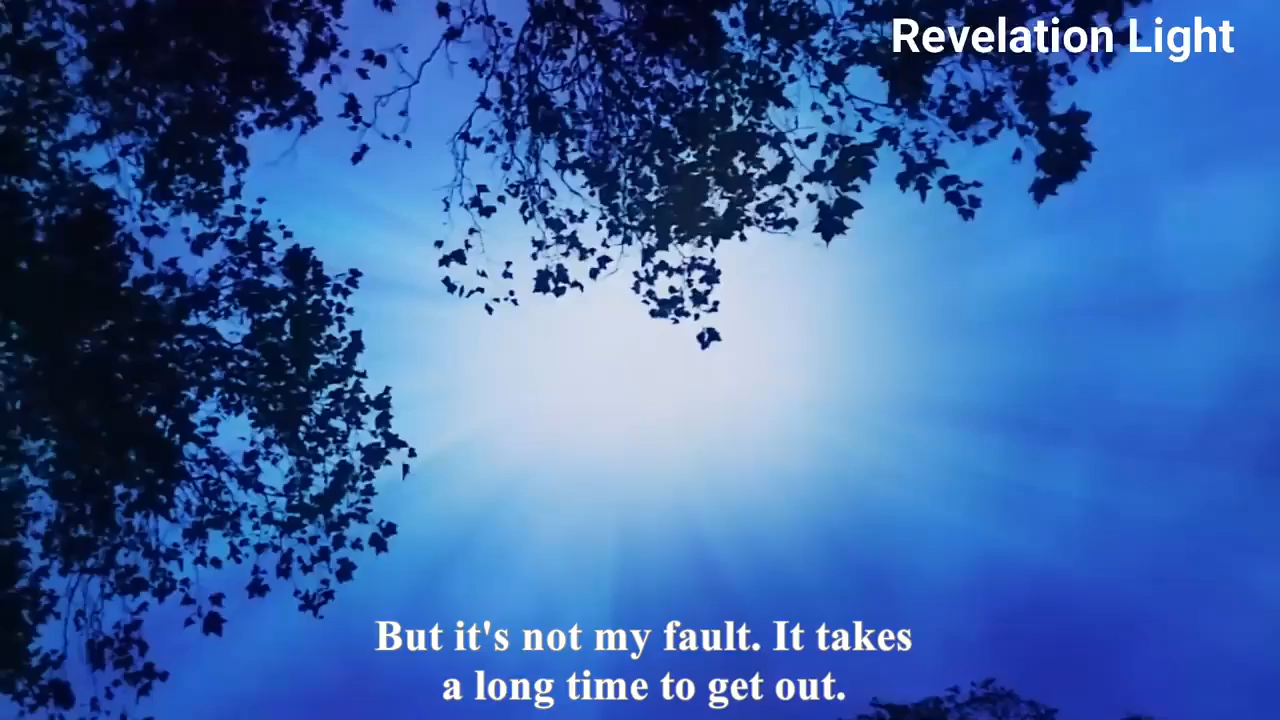 Revelation Light
But it's not my fault. It takes
a long time to get out.